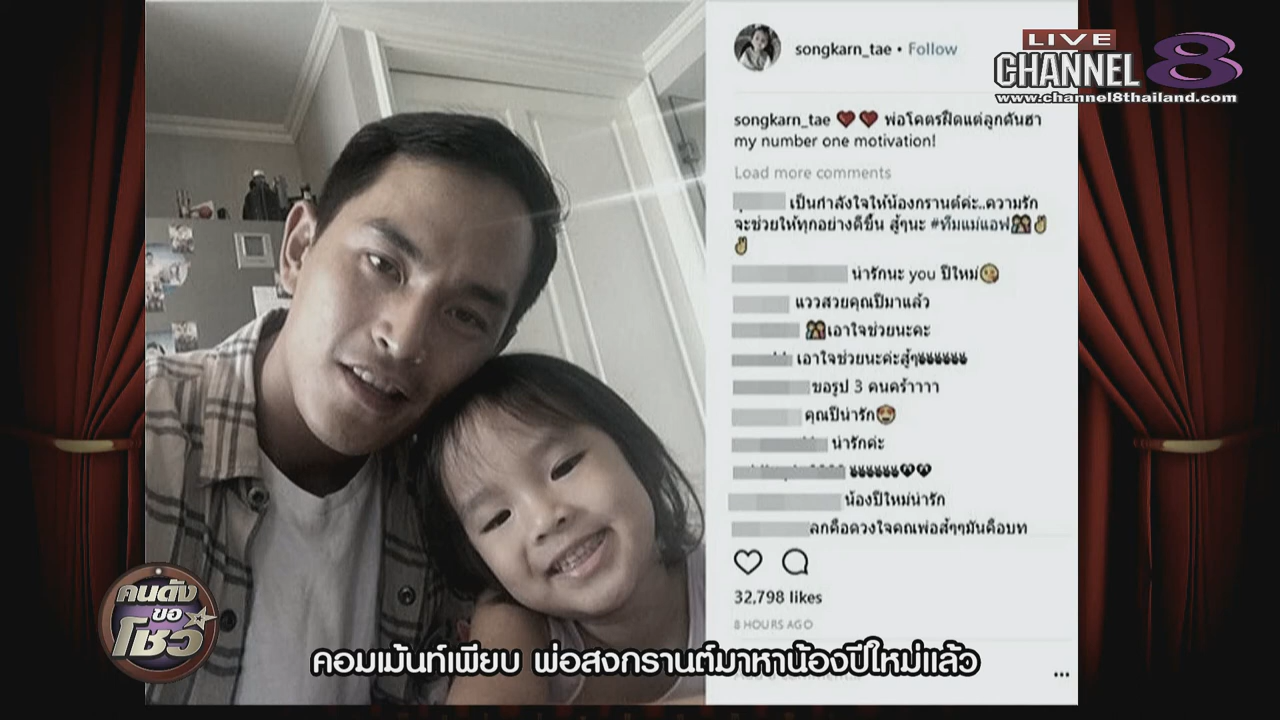 LIVE
CHANNEL 8
www.channel8thailand.com
songkarn_tae • Follow
songkarn_tae ❤️ ❤️ พ่อโคตรฝืดแต่ลูกดันฮา
my number one motivation!
Load more comments
เป็นกำลังใจให้น้องกรานต์ค่ะ..ความรัก
จะช่วยให้ทุกอย่างดีขึ้น สู้ๆนะ #ทีมแม่แอฟ
น่ารักนะ you ปีใหม่
แววสวยคุณปีมาแล้ว
เอาใจช่วยนะคะ
เอาใจช่วยนะค่ะสู้ๆ
ขอรูป 3 คนคร้าาาา
คุณปีน่ารัก😍
น่ารักค่ะ
น้องปีใหม่น่ารัก
32,798 likes
8 HOURS AGO
คนดัง
ขอ
โชว์
คอมเม้นท์เพียบ พ่อสงกรานต์มาหาน้องปีใหม่แล้ว